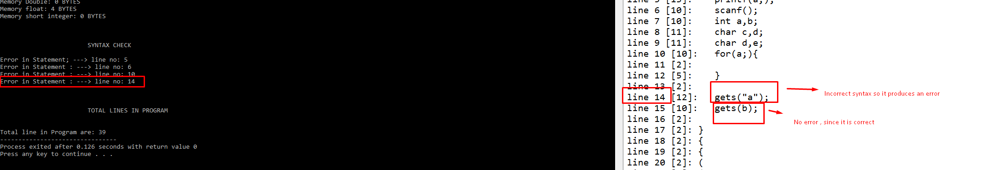 Memory Double: 0 BYTES
Memory float: 4 BYTES
Memory short integer: 0 BYTES
SYNTAX CHECK
Error in Statement; ---> line no: 5
Error in Statement : ---> line no: 6
Error in Statement : ---> line no: 10
Error in Statement : ---> line no: 14
TOTAL LINES IN PROGRAM
Total line in Program are: 39
--------------------------------
Process exited after 0.126 seconds with return value 0
Press any key to continue . . .
line 5 [13]: printf(a;);
line 6 [10]: scanf();
line 7 [10]: int a,b;
line 8 [11]: char c,d;
line 9 [11]: char d,e;
line 10 [10]: for(a;){
line 11 [2]:
line 12 [5]: }
line 13 [2]:
line 14 [12]: gets("a");
line 15 [10]: gets(b);
line 16 [2]:
line 17 [2]: }
line 18 [2]: {
line 19 [2]: {
line 20 [2]: (
Incorrect syntax so it produces an error
No error , since it is correct